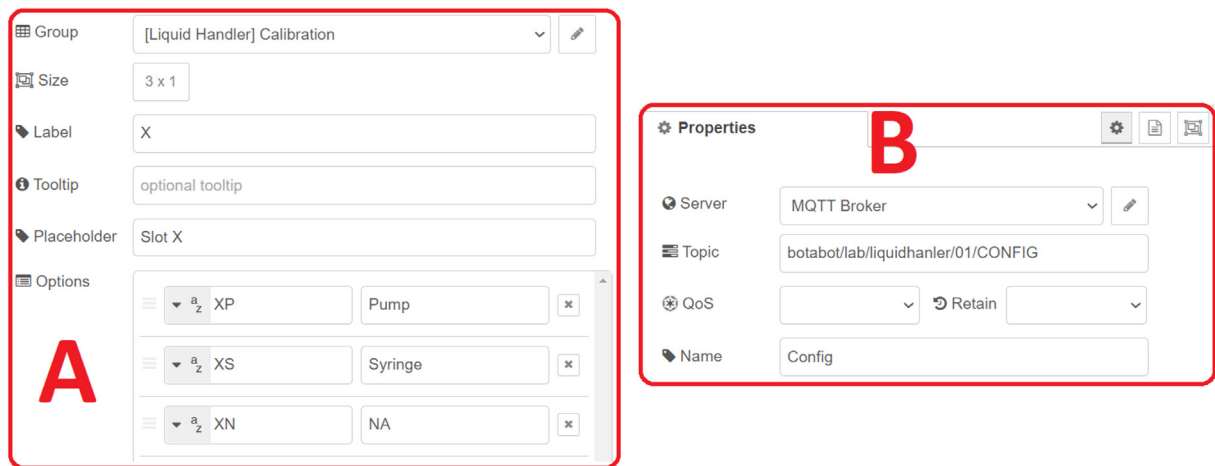 Group [Liquid Handler] Calibration
Size 3 x 1
Label X
Tooltip optional tooltip
Placeholder Slot X
Options
XP Pump
XS Syringe
XN NA
A
B
Properties
Server MQTT Broker
Topic botabot/lab/liquidhanler/01/CONFIG
QoS Retain
Name Config